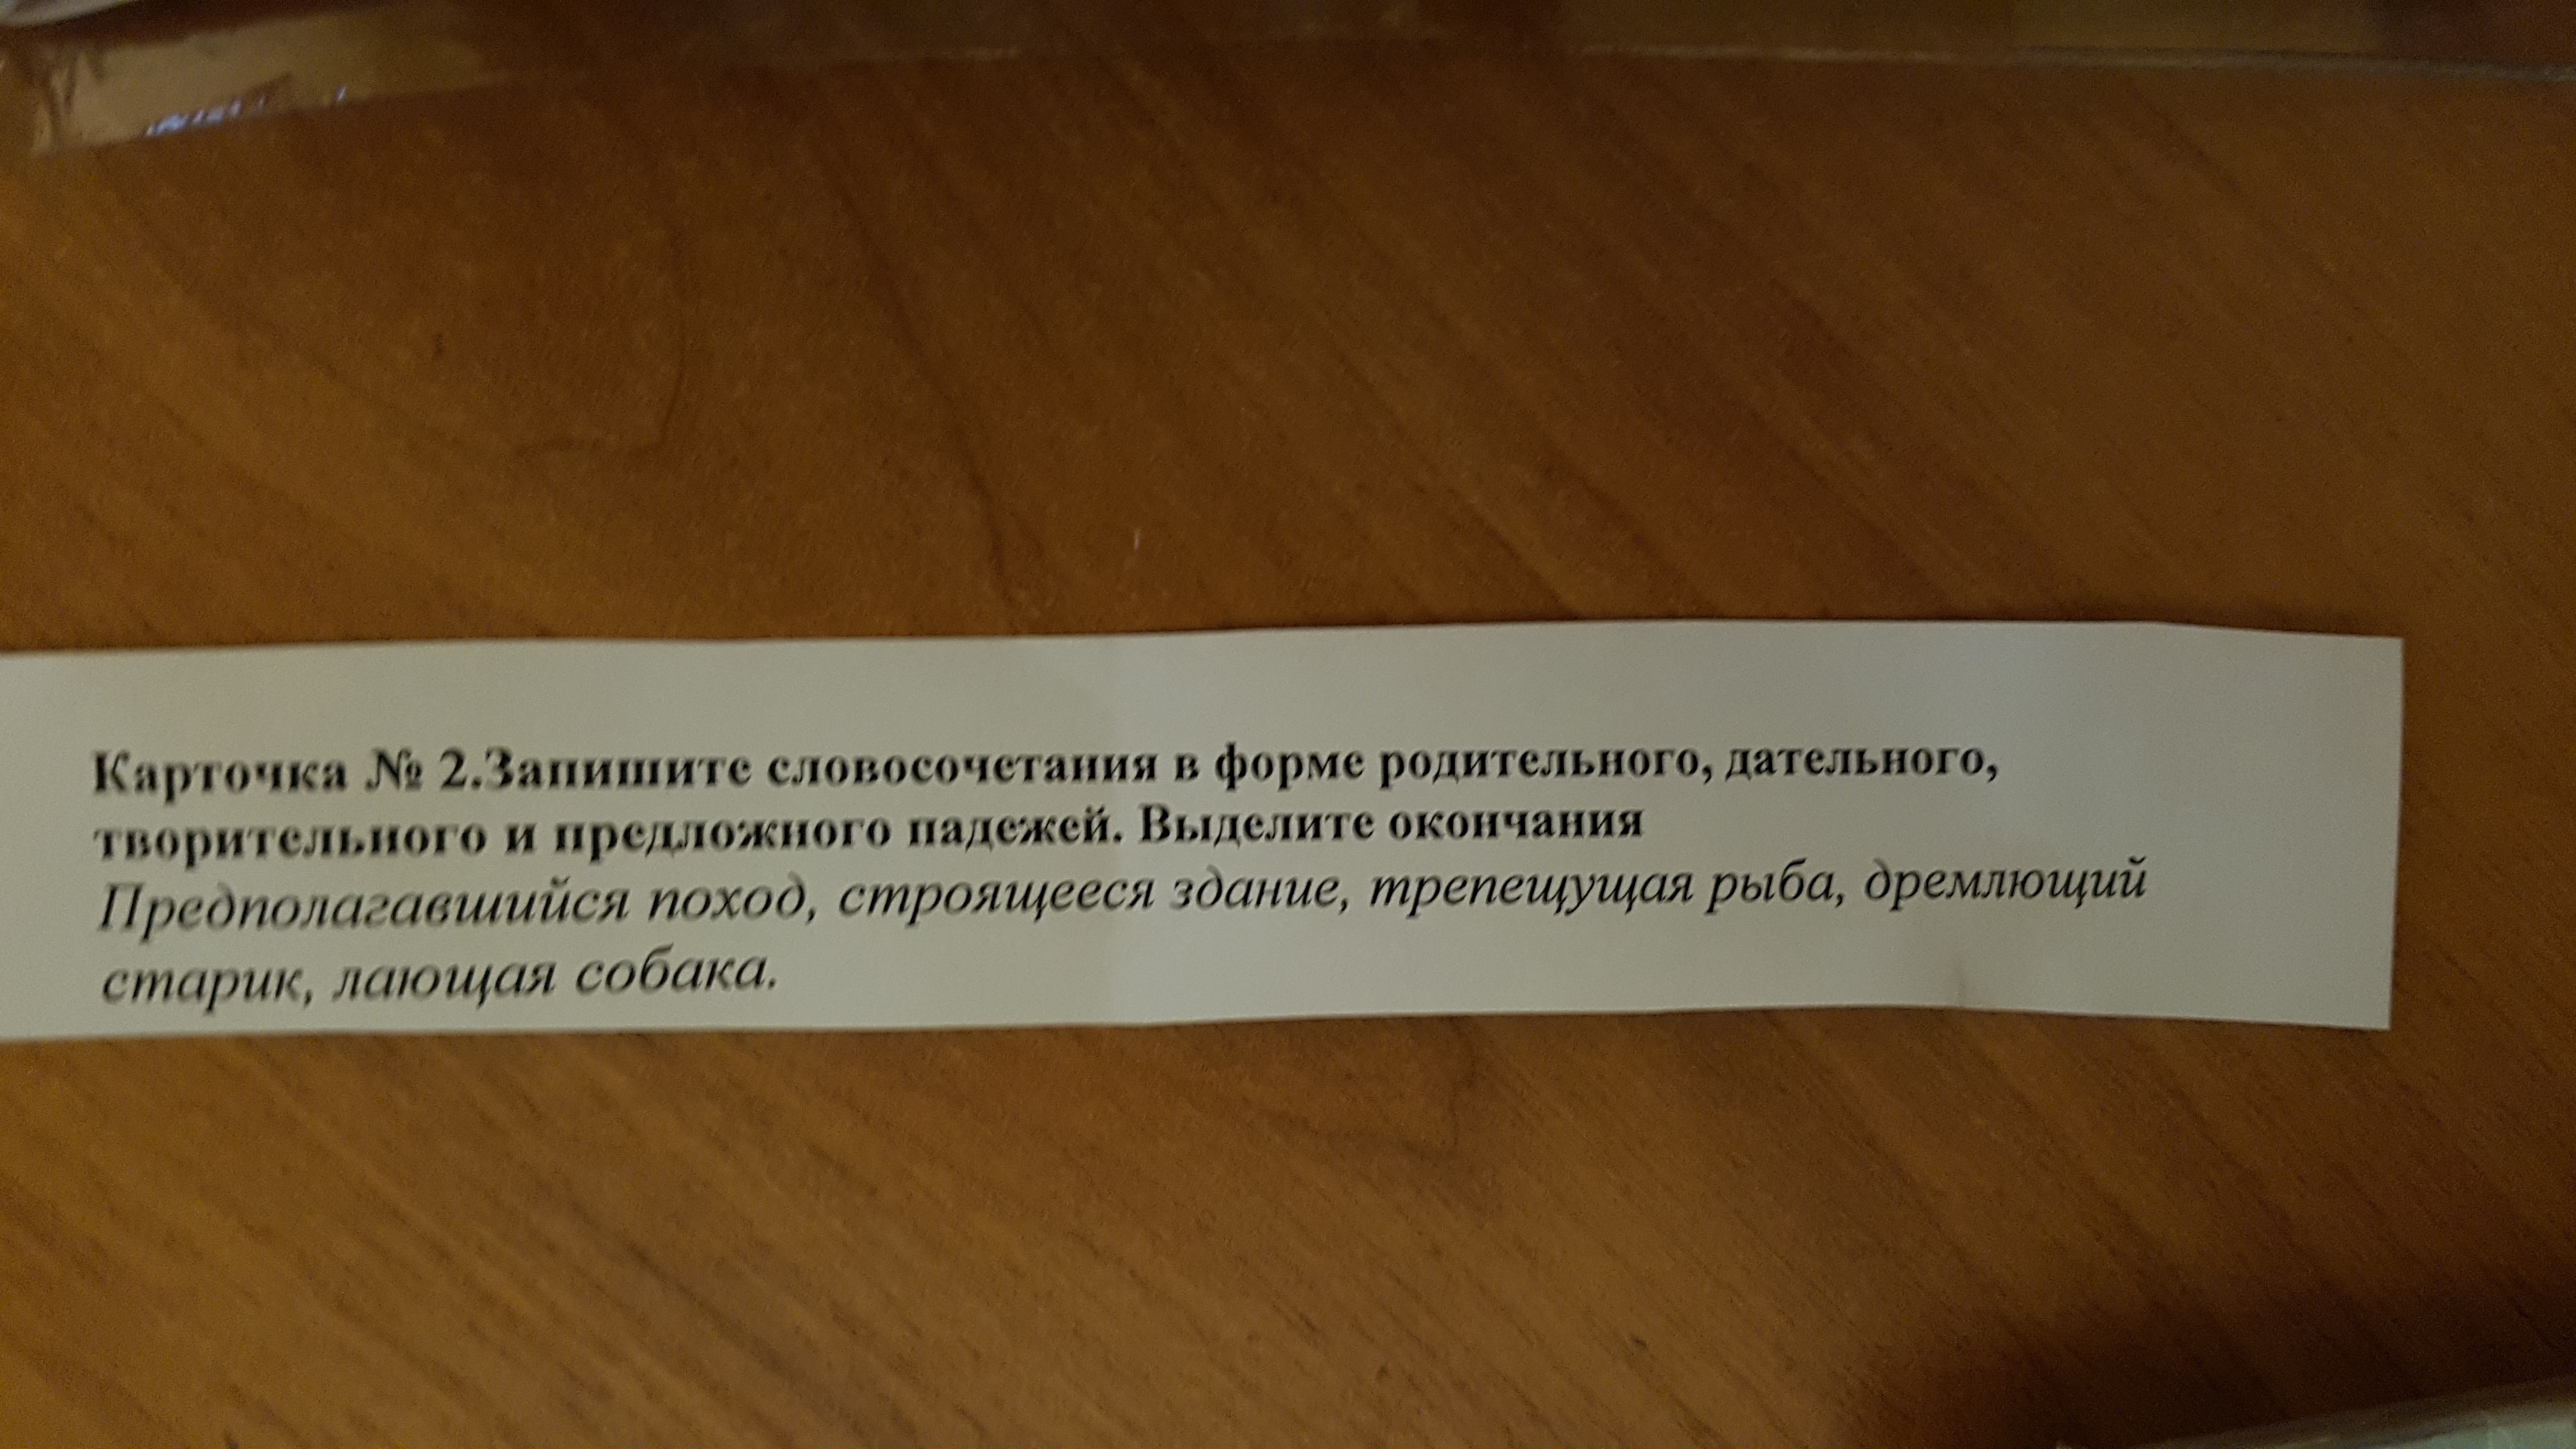 Карточка № 2.Запишите словосочетания в форме родительного, дательного,
творительного и предложного падежей. Выделите окончания
Предполагавшийся поход, строящееся здание, трепещущая рыба, дремлющий
старик, лающая собака.